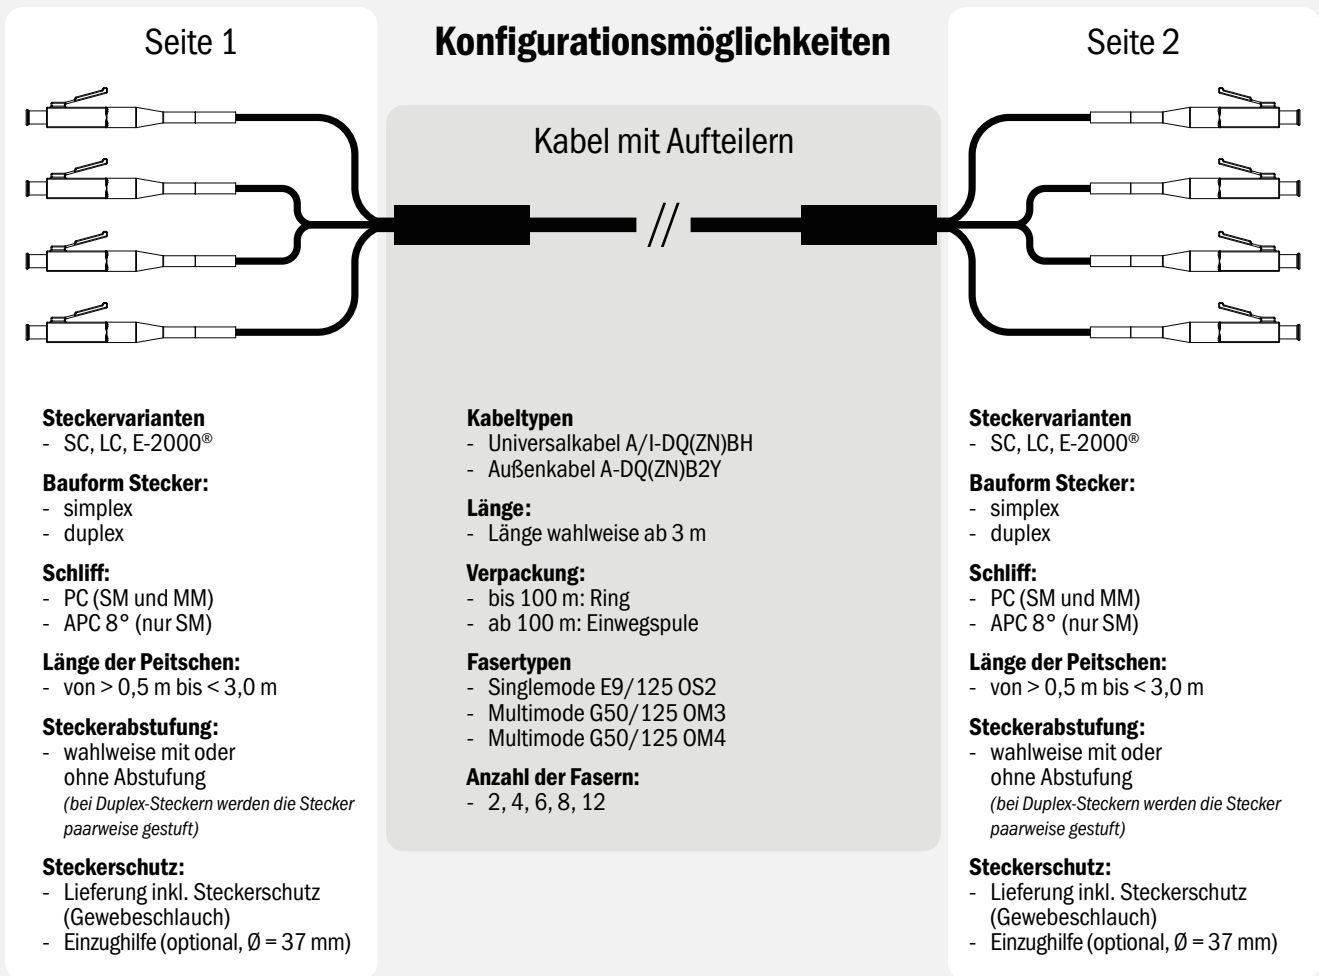 Seite 1
Konfigurationsmöglichkeiten
Seite 2
Kabel mit Aufteilern
Steckervarianten
- SC, LC, E-2000®
Bauform Stecker:
- simplex
- duplex
Schliff:
- PC (SM und MM)
- APC 8° (nur SM)
Länge der Peitschen:
- von > 0,5 m bis < 3,0 m
Steckerabstufung:
- wahlweise mit oder
ohne Abstufung
(bei Duplex-Steckern werden die Stecker
paarweise gestuft)
Steckerschutz:
- Lieferung inkl. Steckerschutz
(Gewebeschlauch)
- Einzughilfe (optional, Ø = 37 mm)
Kabeltypen
- Universalkabel A/I-DQ(ZN)BH
- Außenkabel A-DQ(ZN)B2Y
Länge:
- Länge wahlweise ab 3 m
Verpackung:
- bis 100 m: Ring
- ab 100 m: Einwegspule
Fasertypen
- Singlemode E9/125 OS2
- Multimode G50/125 OM3
- Multimode G50/125 OM4
Anzahl der Fasern:
- 2, 4, 6, 8, 12
Steckervarianten
- SC, LC, E-2000®
Bauform Stecker:
- simplex
- duplex
Schliff:
- PC (SM und MM)
- APC 8° (nur SM)
Länge der Peitschen:
- von > 0,5 m bis < 3,0 m
Steckerabstufung:
- wahlweise mit oder
ohne Abstufung
(bei Duplex-Steckern werden die Stecker
paarweise gestuft)
Steckerschutz:
- Lieferung inkl. Steckerschutz
(Gewebeschlauch)
- Einzughilfe (optional, Ø = 37 mm)